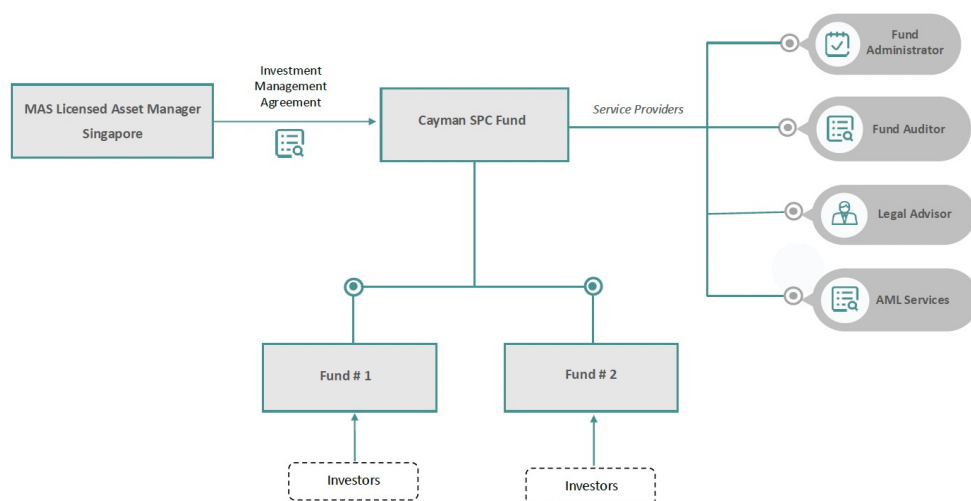 Fund
Administrator
Investment
Management
Agreement
MAS Licensed Asset Manager
Singapore
Cayman SPC Fund
Service Providers
Fund Auditor
Legal Advisor
AML Services
Fund # 1
Fund # 2
Investors
Investors